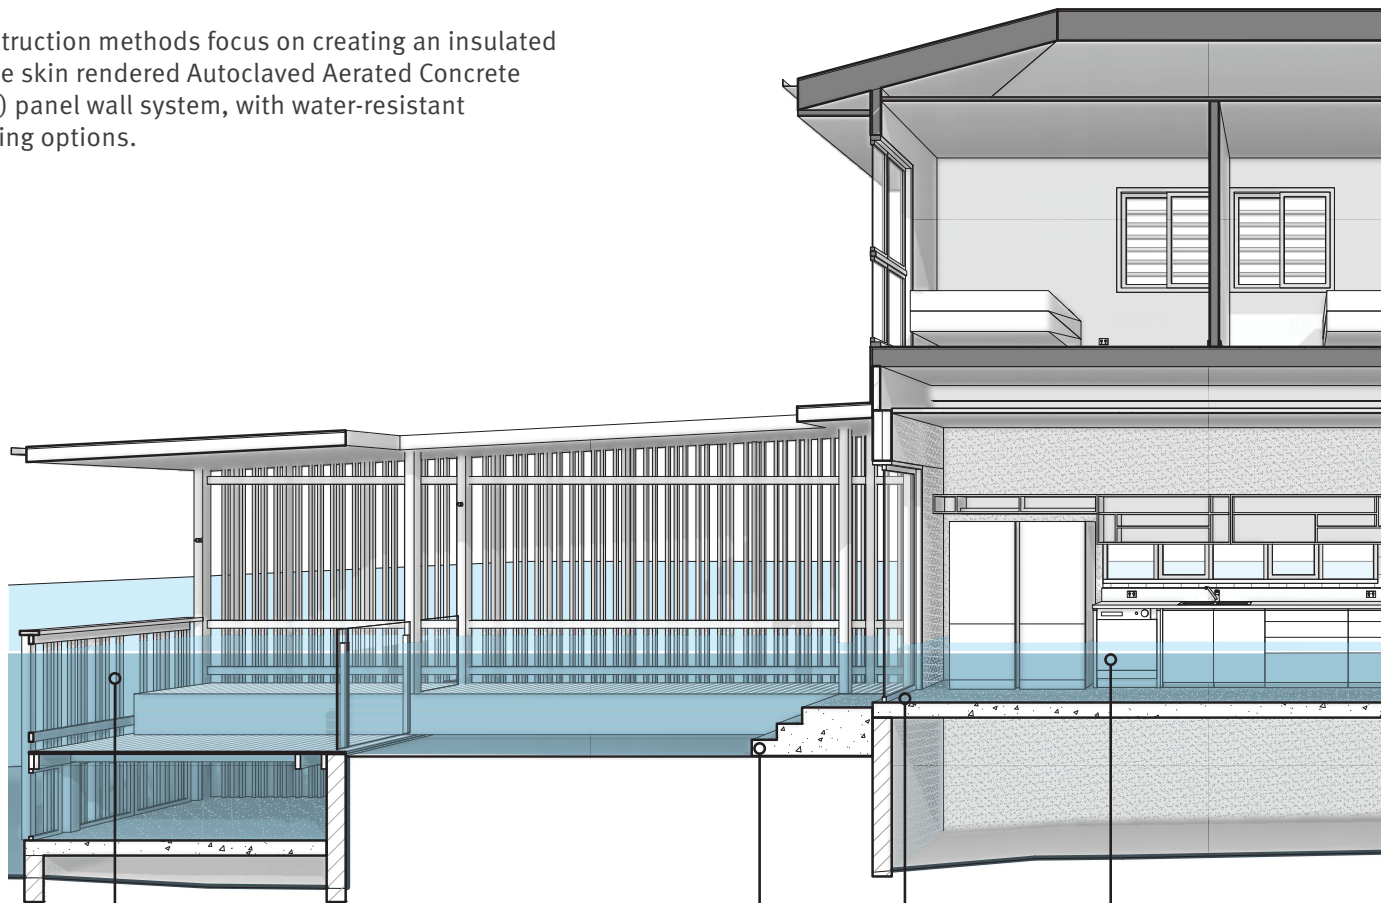 struction methods focus on creating an insulated
e skin rendered Autoclaved Aerated Concrete
) panel wall system, with water-resistant
ing options.